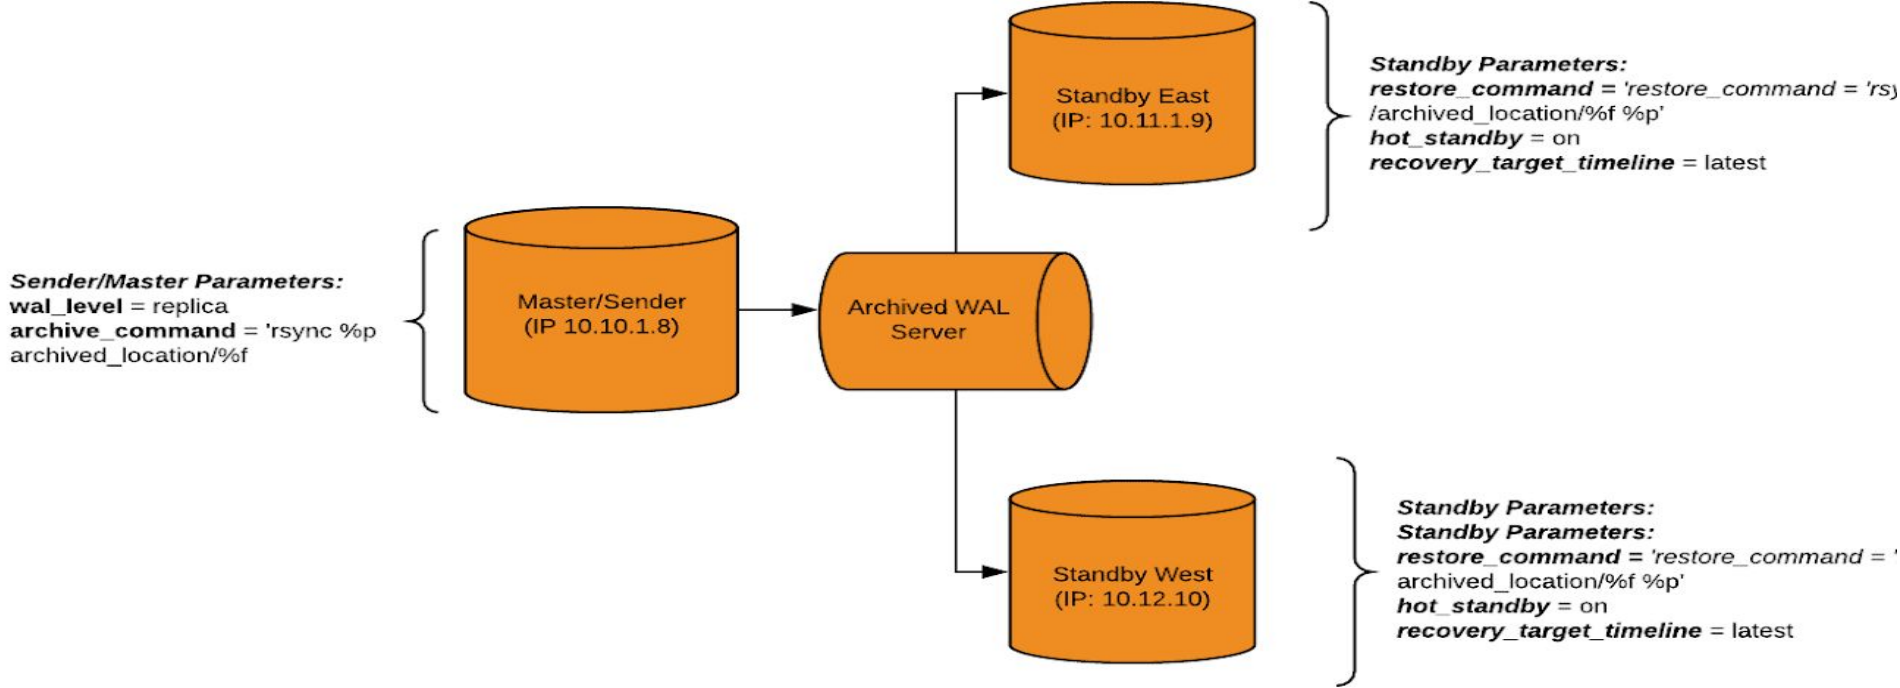 Sender/Master Parameters:
wal_level = replica
archive_command = 'rsync %p
archived_location/%f
Master/Sender
(IP 10.10.1.8)
Archived WAL
Server
Standby East
(IP: 10.11.1.9)
Standby Parameters:
restore_command = 'restore_command = 'rsy
/archived_location/%f %p'
hot_standby = on
recovery_target_timeline = latest
Standby West
(IP: 10.12.10)
Standby Parameters:
Standby Parameters:
restore_command = 'restore_command = '
archived_location/%f %p'
hot_standby = on
recovery_target_timeline = latest